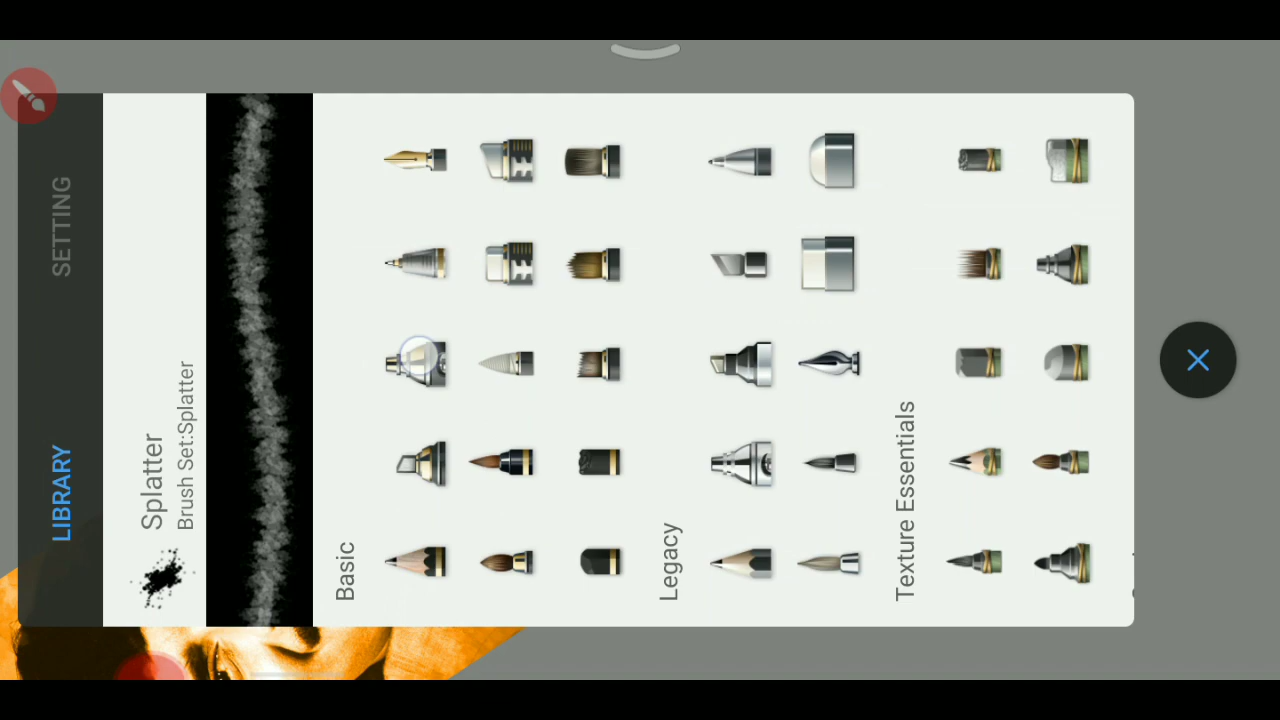 LIBRARY
SETTING
Splatter
Brush Set:Splatter
Basic
Legacy
Texture Essentials